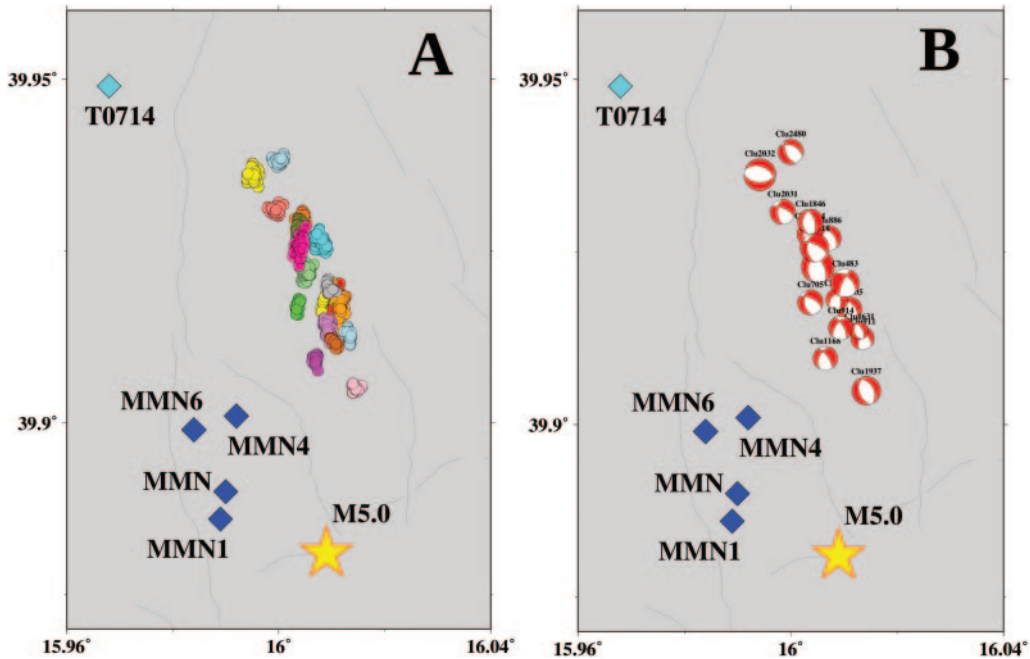 A
B
39.95°
39.95°
T0714
T0714
Clu2480
Clu2032
Clu2031
Clu1846
Clu483
Clu705
Clu1166
Clu1937
39.9°
39.9°
MMN6
MMN6
MMN4
MMN4
MMN
MMN
M5.0
M5.0
MMN1
MMN1
15.96°
16°
16.04°
15.96°
16°
16.04°